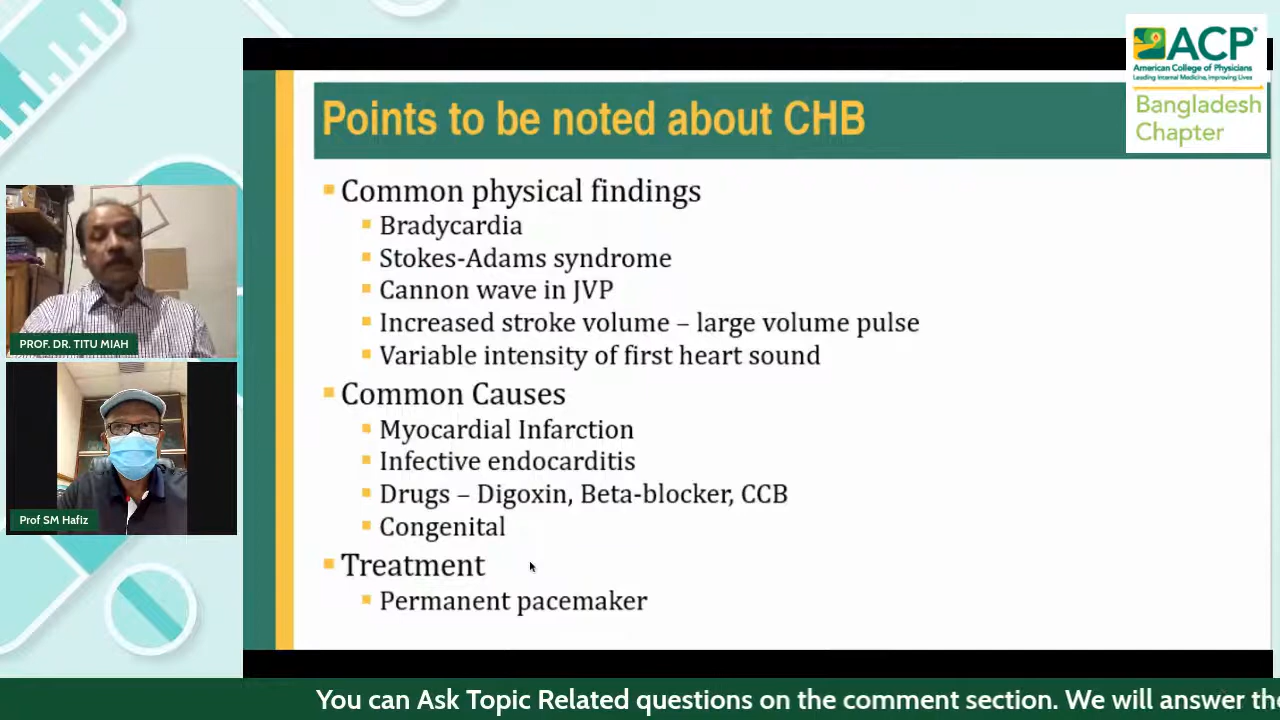 ACP®
American College of Physicians
Leading Internal Medicine, Improving Lives
Bangladesh
Chapter
Points to be noted about CHB
Common physical findings
Bradycardia
Stokes-Adams syndrome
Cannon wave in JVP
Increased stroke volume – large volume pulse
Variable intensity of first heart sound
Common Causes
Myocardial Infarction
Infective endocarditis
Drugs – Digoxin, Beta-blocker, CCB
Congenital
Treatment
Permanent pacemaker
PROF. DR. TITU MIAH
Prof SM Hafiz
You can Ask Topic Related questions on the comment section. We will answer th